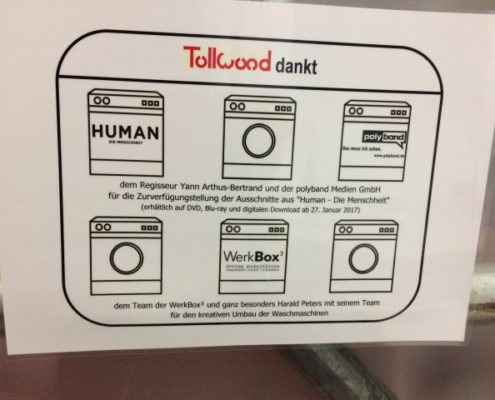 Tollwood dankt
HUMAN
DIE MENSCHHEIT
polyband
Das muss ich sehen.
www.polyband.de
dem Regisseur Yann Arthus-Bertrand und der polyband Medien GmbH
für die Zurverfügungstellung der Ausschnitte aus "Human - Die Menschheit"
(erhältlich auf DVD, Blu-ray und digitalen Download ab 27. Januar 2017)
WerkBox³
OFFENE WERKSTÄTTEN
dem Team der WerkBox³ und ganz besonders Harald Peters mit seinem Team
für den kreativen Umbau der Waschmaschinen